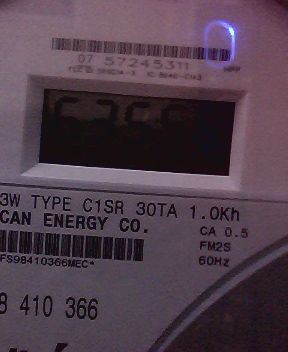 07 57245311
3W TYPE C1SR 30TA 1.0Kh
CAN ENERGY CO.
CA 0.5
FM2S
60Hz
FS98410366MEC*
8 410 366